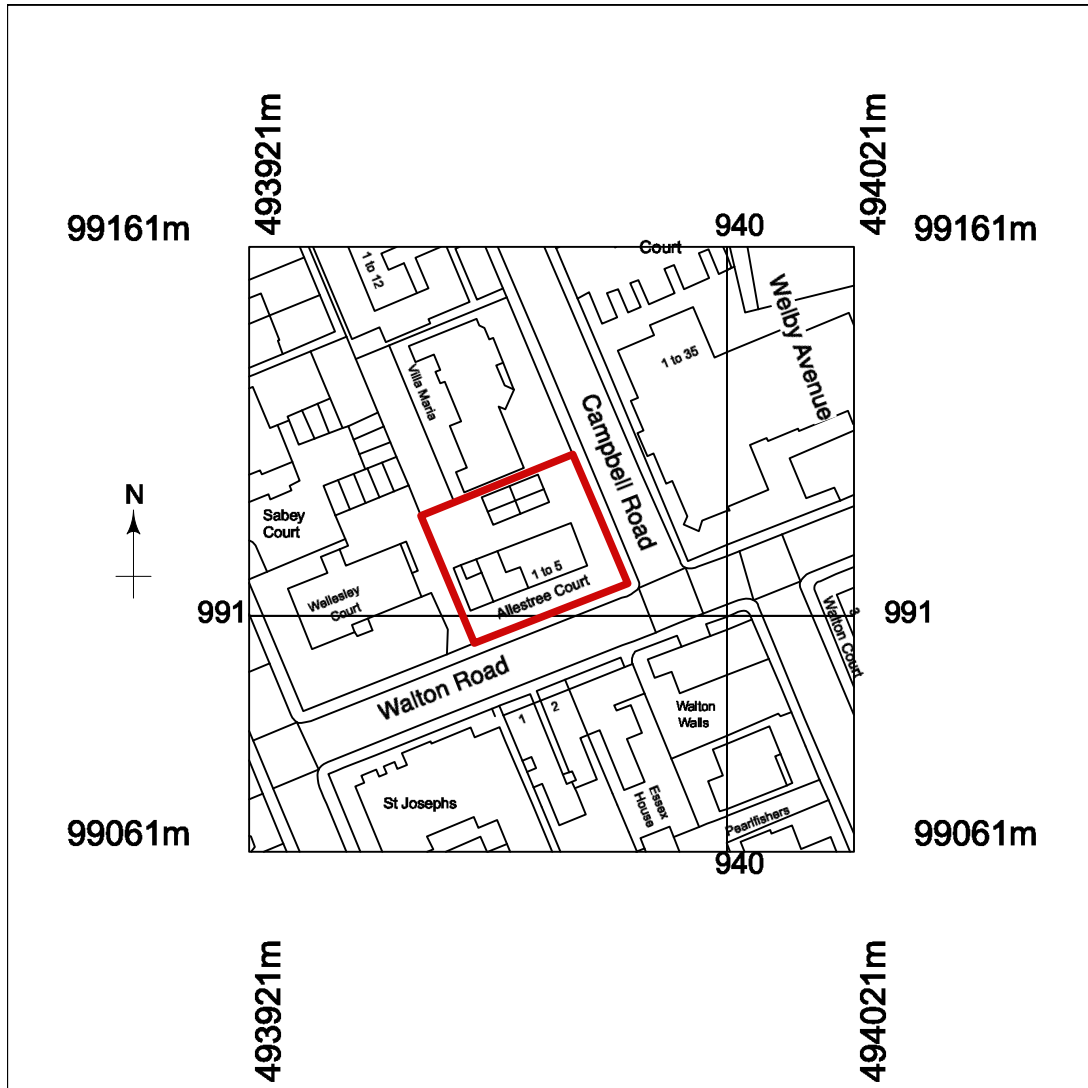 493921m
494021m
99161m
940
99161m
Court
1 to 12
Welby Avenue
1 to 35
Villa Maria
Campbell Road
N
Sabey
Court
1 to 5
Allestree Court
Wellesley
Court
991
991
3
Walton Court
Walton Road
1
2
Walton
Walls
St Josephs
Essex
House
Pearlfishers
99061m
99061m
940
493921m
494021m